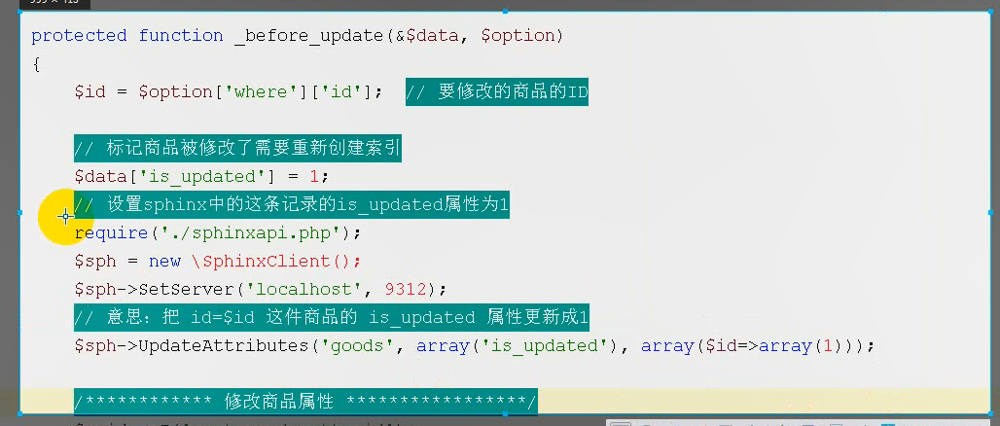 protected function _before_update(&$data, $option)
{
$id = $option['where']['id']; // 要修改的商品的ID
// 标记商品被修改了需要重新创建索引
$data['is_updated'] = 1;
// 设置sphinx中的这条记录的is_updated属性为1
require('./sphinxapi.php');
$sph = new \SphinxClient();
$sph->SetServer('localhost', 9312);
// 意思：把 id=$id 这件商品的 is_updated 属性更新成1
$sph->UpdateAttributes('goods', array('is_updated'), array($id=>array(1)));
/************ 修改商品属性 *****************/